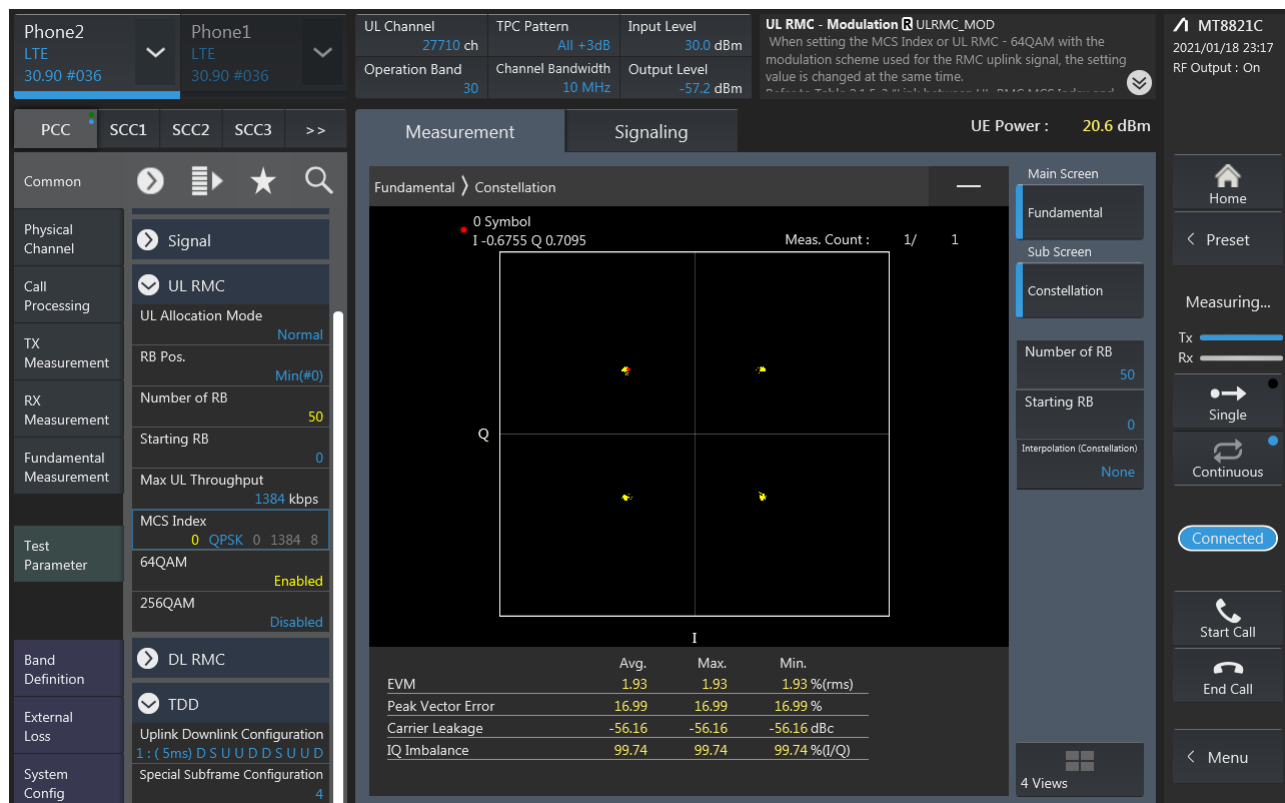 Phone2
LTE
30.90 #036
Phone1
LTE
30.90 #036
UL Channel
27710 ch
TPC Pattern
All +3dB
Input Level
30.0 dBm
Operation Band
30
Channel Bandwidth
10 MHz
Output Level
-57.2 dBm
UL RMC - Modulation R ULRMC_MOD
When setting the MCS Index or UL RMC - 64QAM with the
modulation scheme used for the RMC uplink signal, the setting
value is changed at the same time.
MT8821C
2021/01/18 23:17
RF Output : On
PCC
SCC1
SCC2
SCC3
>>
Measurement
Signaling
UE Power : 20.6 dBm
Common
Physical
Channel
Call
Processing
TX
Measurement
RX
Measurement
Fundamental
Measurement
Test
Parameter
Band
Definition
External
Loss
System
Config
Signal
UL RMC
UL Allocation Mode
Normal
RB Pos.
Min(#0)
Number of RB
50
Starting RB
0
Max UL Throughput
1384 kbps
MCS Index
0 QPSK 0 1384 8
64QAM
Enabled
256QAM
Disabled
DL RMC
TDD
Uplink Downlink Configuration
1 : ( 5ms) D S U U D D S U U D
Special Subframe Configuration
4
Fundamental ⟩ Constellation
0 Symbol
I -0.6755 Q 0.7095
Meas. Count : 1/ 1
Q
I
Avg. Max. Min.
EVM 1.93 1.93 1.93 %(rms)
Peak Vector Error 16.99 16.99 16.99 %
Carrier Leakage -56.16 -56.16 -56.16 dBc
IQ Imbalance 99.74 99.74 99.74 %(I/Q)
Main Screen
Fundamental
Sub Screen
Constellation
Number of RB
50
Starting RB
0
Interpolation (Constellation)
None
4 Views
Home
< Preset
Measuring...
Tx
Rx
Single
Continuous
Connected
Start Call
End Call
< Menu